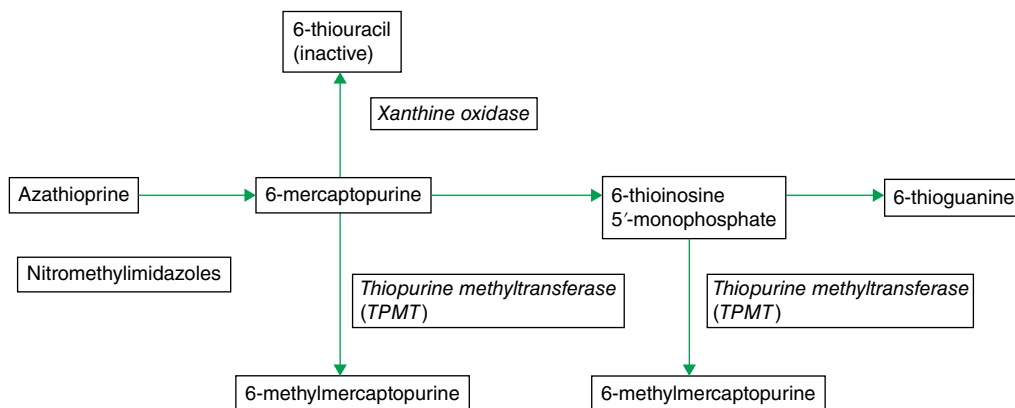 6-thiouracil
(inactive)
Xanthine oxidase
Azathioprine
6-mercaptopurine
6-thioinosine
5′-monophosphate
6-thioguanine
Nitromethylimidazoles
Thiopurine methyltransferase
(TPMT)
Thiopurine methyltransferase
(TPMT)
6-methylmercaptopurine
6-methylmercaptopurine